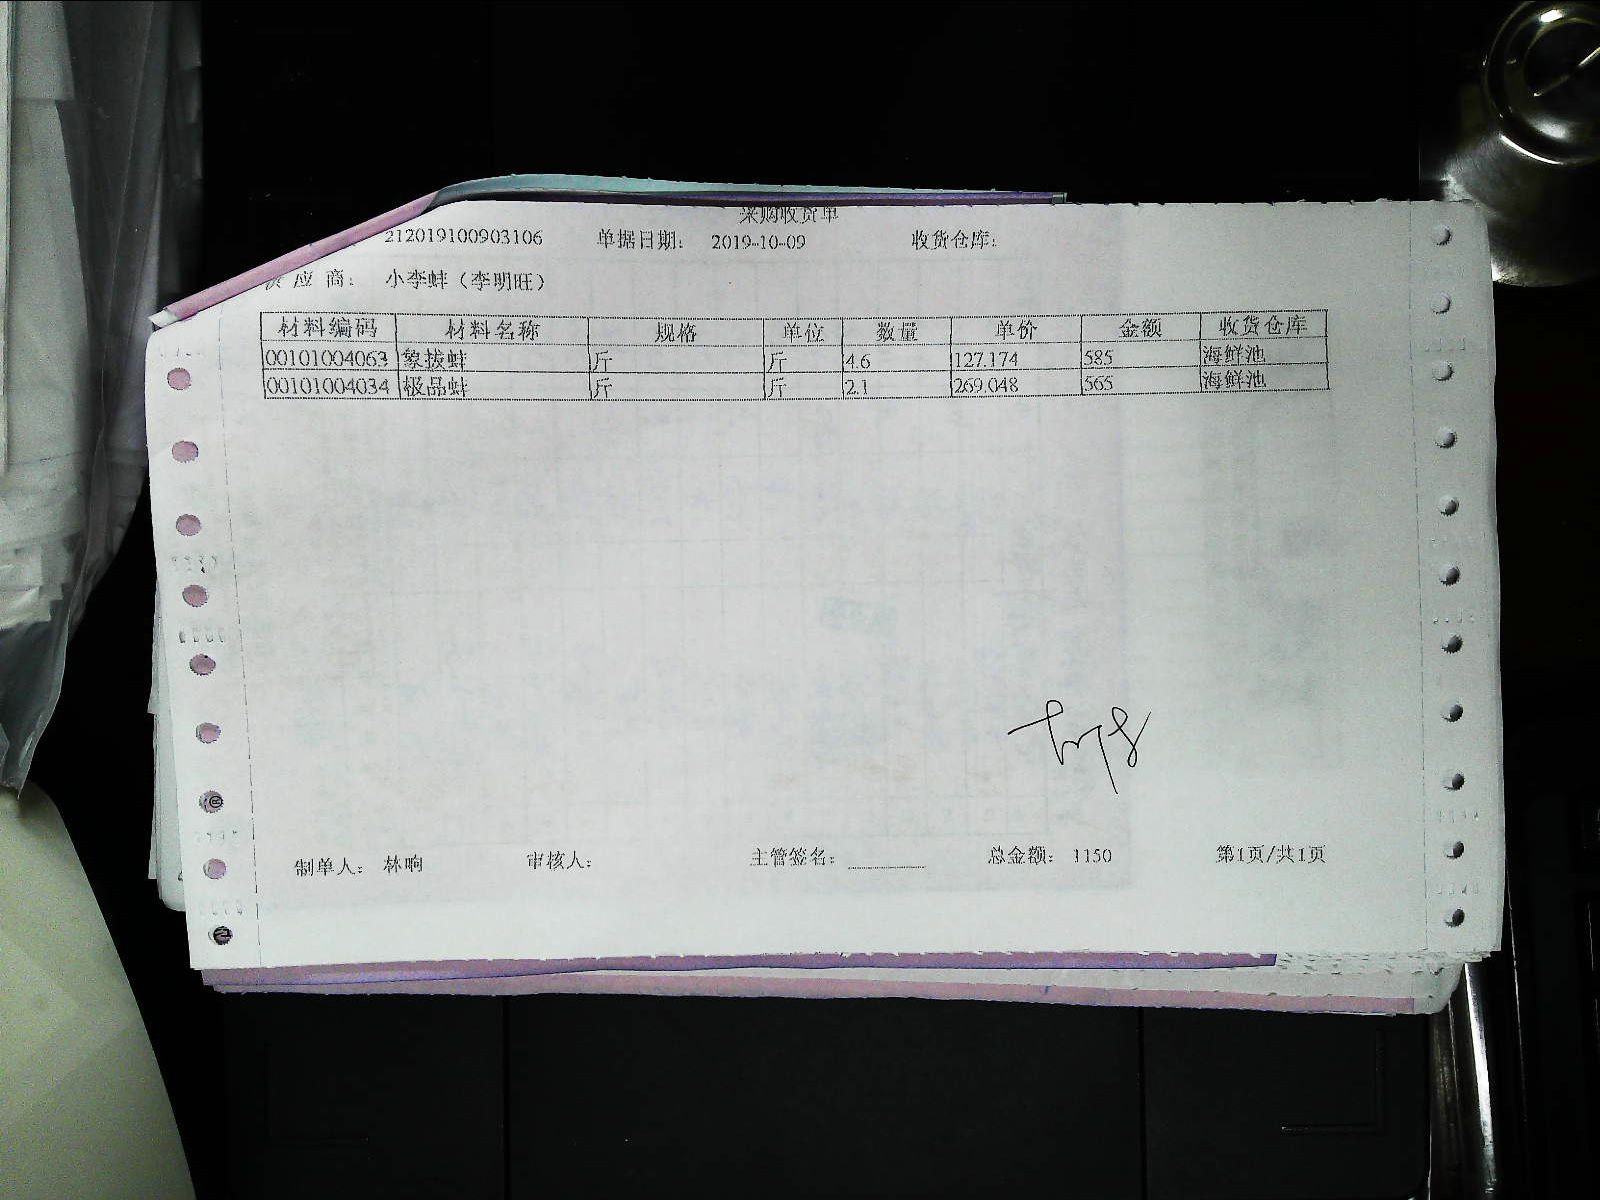 采购收货单
212019100903106 单据日期: 2019-10-09 收货仓库:
供应商: 小李蚌（李明旺）
材料编码 材料名称 规格 单位 数量 单价 金额 收货仓库
00101004063 象拔蚌 斤 斤 4.6 127.174 585 海鲜池
00101004034 极品蚌 斤 斤 2.1 269.048 565 海鲜池
制单人: 林晌 审核人: 主管签名: 总金额: 1150 第1页/共1页